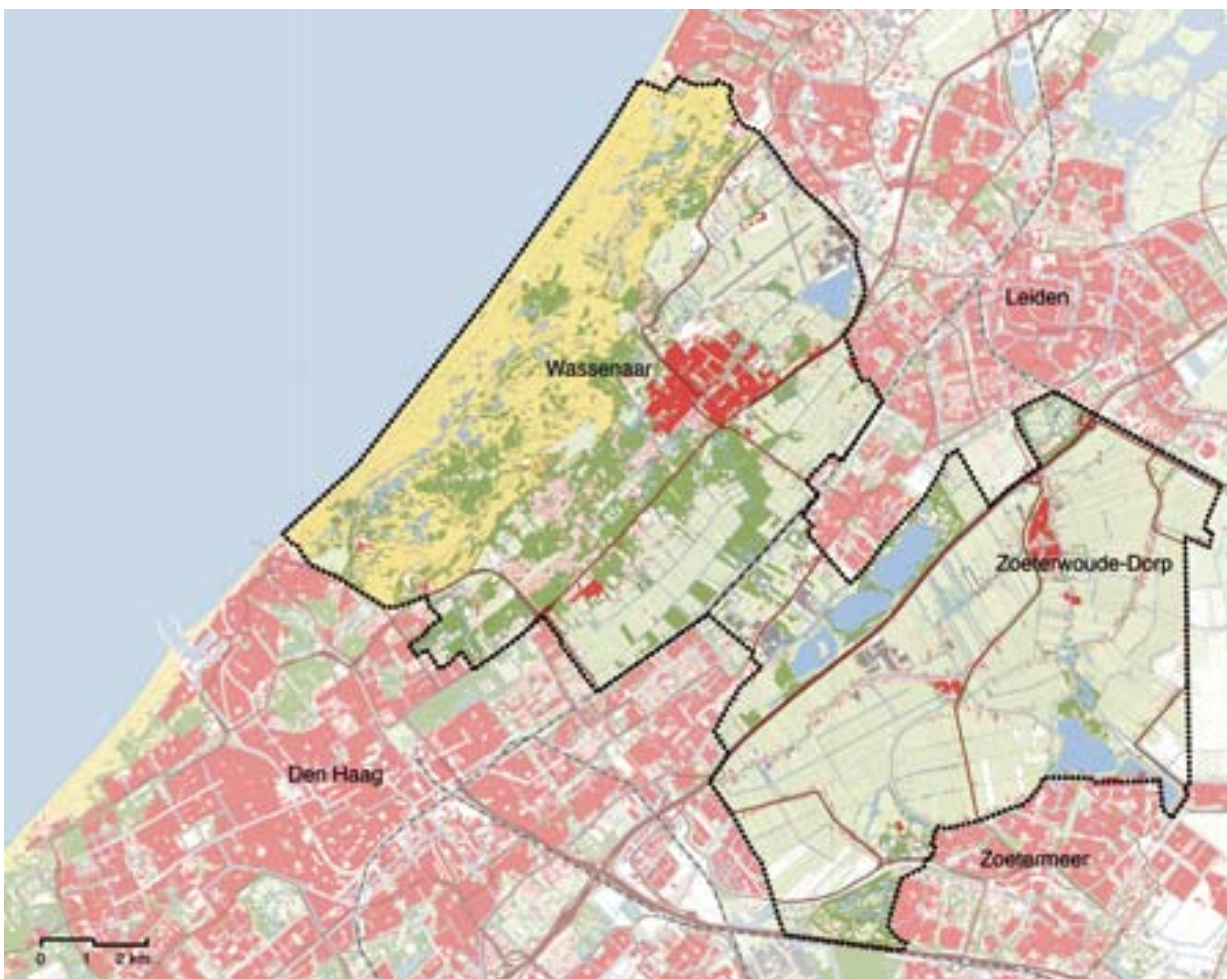 Leiden
Wassenaar
Zoeterwoude-Dorp
Den Haag
Zoetermeer
0 1 2 km